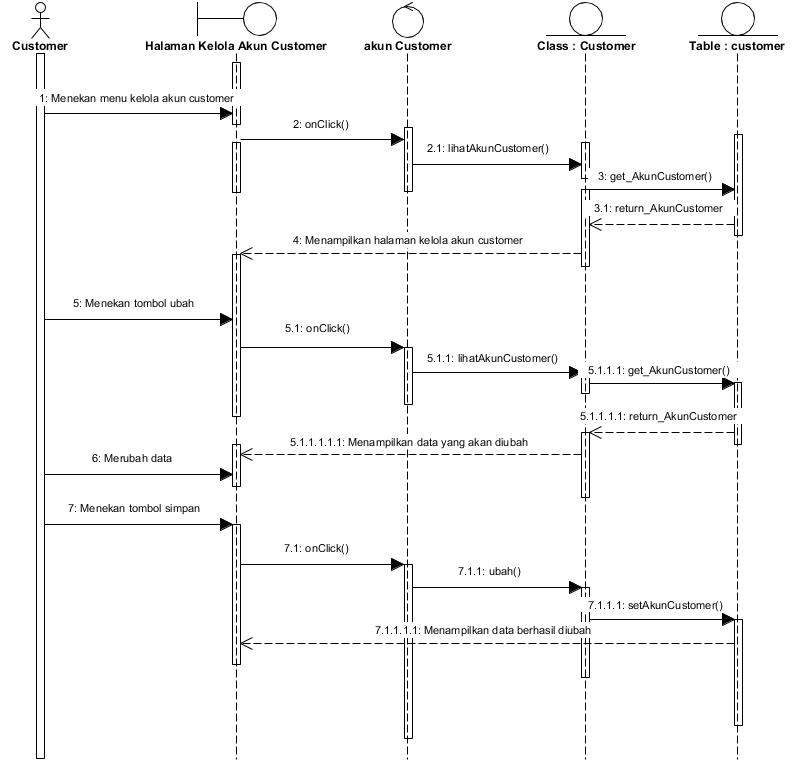 Customer
Halaman Kelola Akun Customer
akun Customer
Class : Customer
Table : customer
1: Menekan menu kelola akun customer
2: onClick()
2.1: lihatAkunCustomer()
3: get_AkunCustomer()
3.1: return_AkunCustomer
4: Menampilkan halaman kelola akun customer
5: Menekan tombol ubah
5.1: onClick()
5.1.1: lihatAkunCustomer()
5.1.1.1: get_AkunCustomer()
5.1.1.1.1: return_AkunCustomer
5.1.1.1.1.1: Menampilkan data yang akan diubah
6: Merubah data
7: Menekan tombol simpan
7.1: onClick()
7.1.1: ubah()
7.1.1.1: setAkunCustomer()
7.1.1.1.1: Menampilkan data berhasil diubah